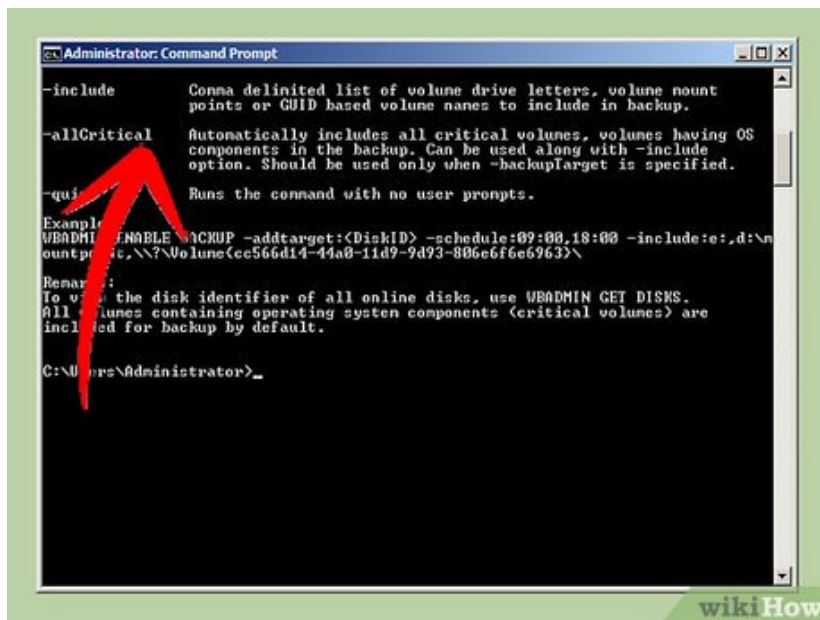 Administrator: Command Prompt
-include Comma delimited list of volume drive letters, volume mount
points or GUID based volume names to include in backup.
-allCritical Automatically includes all critical volumes, volumes having OS
components in the backup. Can be used along with -include
option. Should be used only when -backupTarget is specified.
Runs the command with no user prompts.
ENABLE -addtarget:<DiskID> -schedule:09:00,18:00 -include:e:,d:\m
\\?\Volume{cc566d14-44a0-11d9-9d93-806e6f6e6963}\
To the disk identifier of all online disks, use WBADMIN GET DISKS.
All containing operating system components (critical volumes) are
for backup by default.
C:\ \Administrator>_
wikiHow